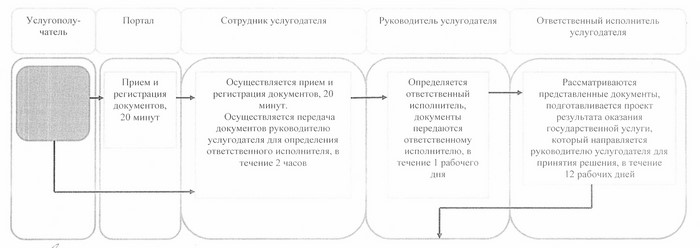 Услугополу-
чатель
Портал
Сотрудник услугодателя
Руководитель услугодателя
Ответственный исполнитель
услугодателя
Прием и
регистрация
документов,
20 минут
Осуществляется прием и
регистрация документов, 20
минут.
Осуществляется передача
документов руководителю
услугодателя для определения
ответственного исполнителя, в
течение 2 часов
Определяется
ответственный
исполнитель,
документы
передаются
ответственному
исполнителю, в
течение 1 рабочего
дня
Рассматриваются
представленные документы,
подготавливается проект
результата оказания
государственной услуги,
который направляется
руководителю услугодателя для
принятия решения, в течение
12 рабочих дней